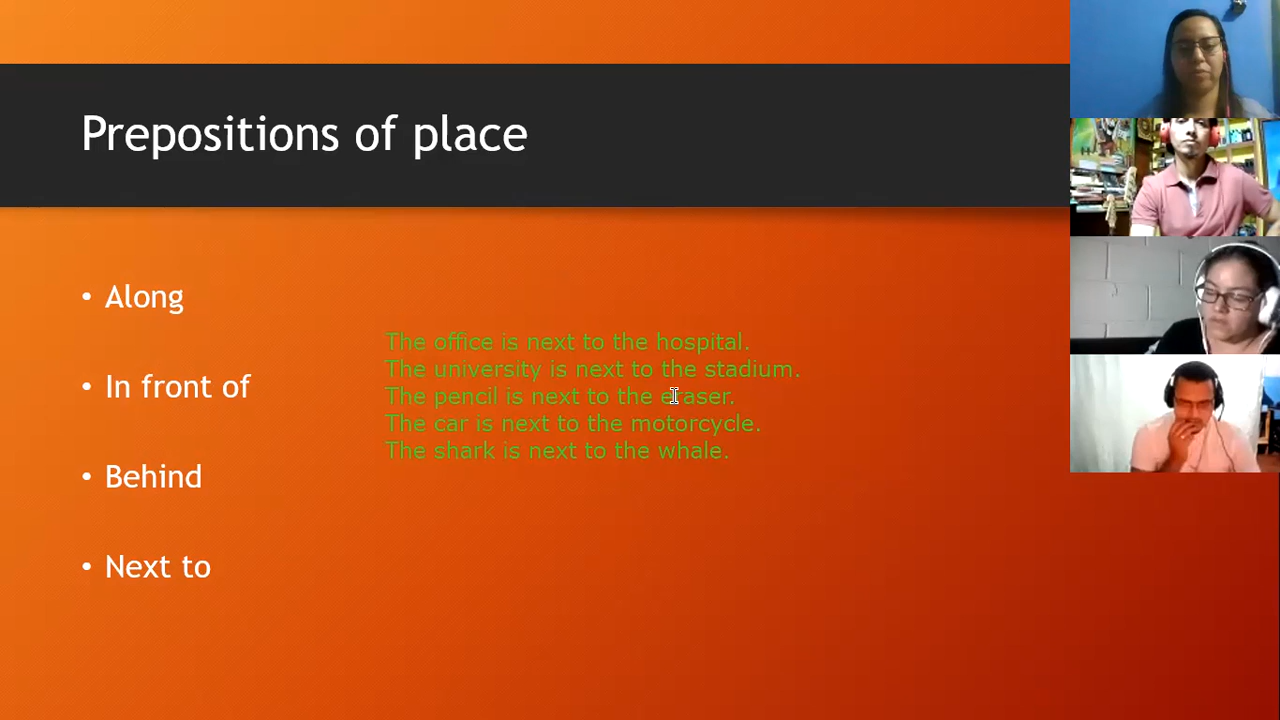 Prepositions of place
• Along
• In front of
• Behind
• Next to
The office is next to the hospital.
The university is next to the stadium.
The pencil is next to the eraser.
The car is next to the motorcycle.
The shark is next to the whale.